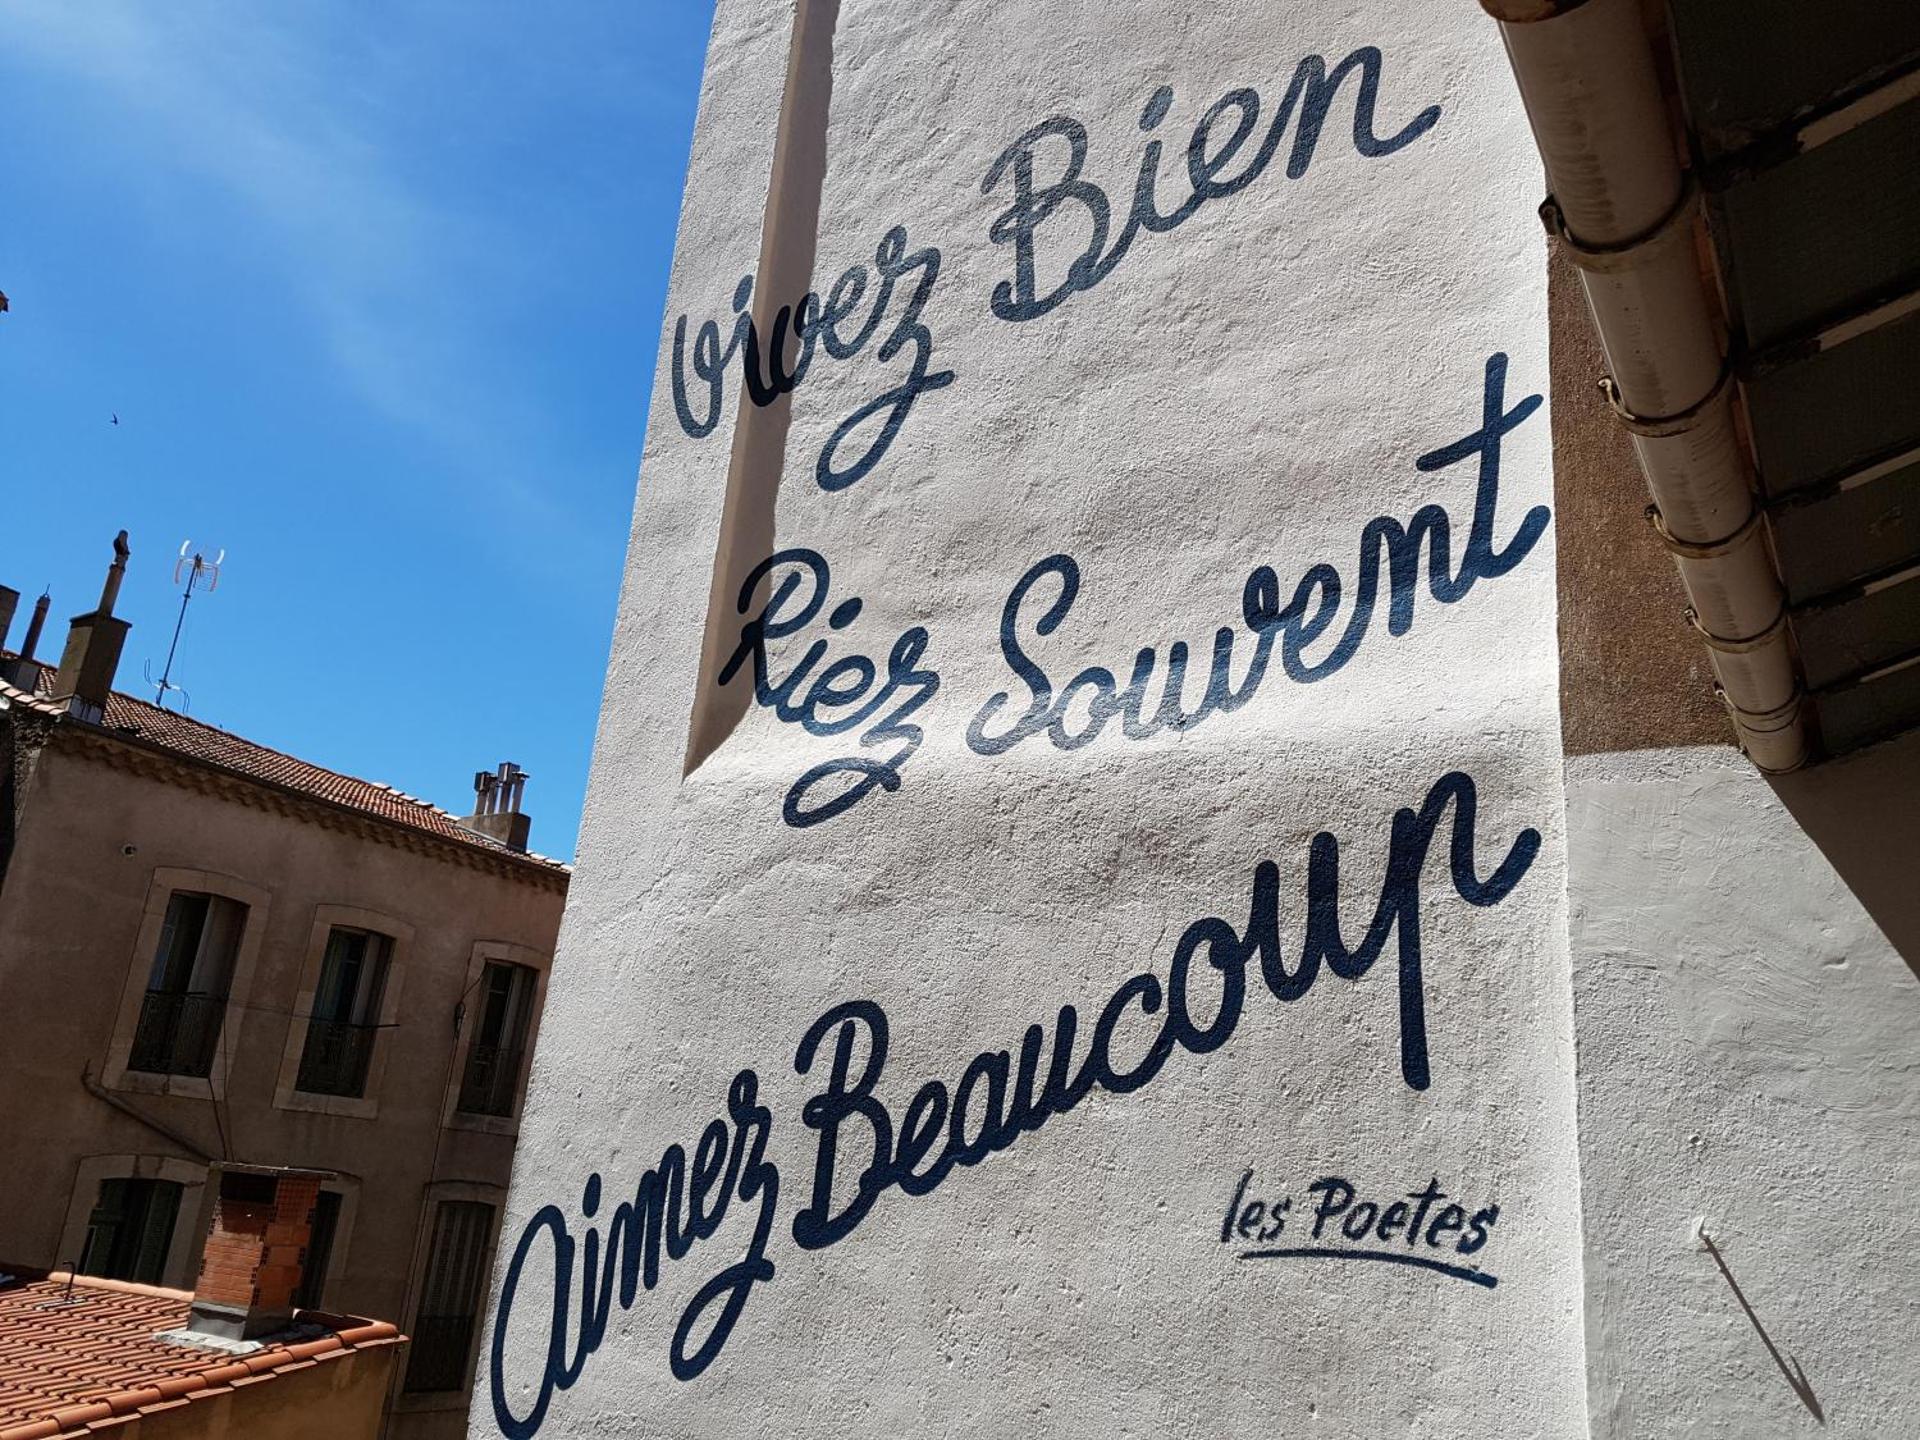 Vivez Bien
Riez Souvent
Aimez Beaucoup
les Poetes